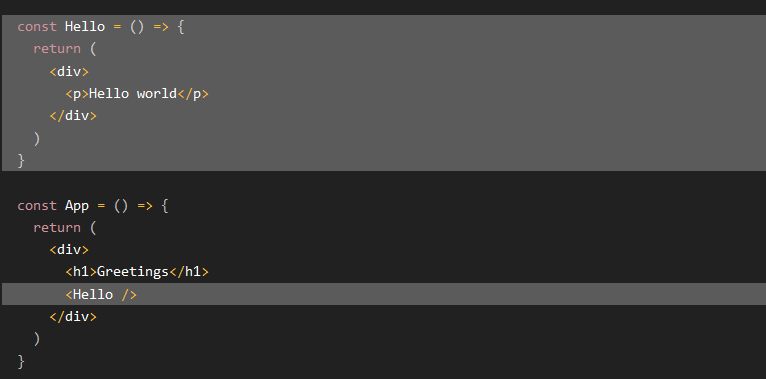 const Hello = () => {
  return (
    <div>
      <p>Hello world</p>
    </div>
  )
}

const App = () => {
  return (
    <div>
      <h1>Greetings</h1>
      <Hello />
    </div>
  )
}